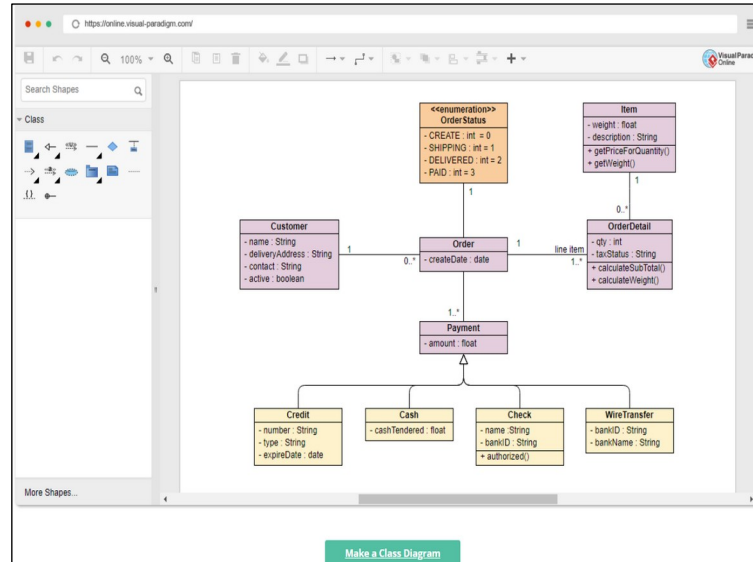 https://online.visual-paradigm.com/
100%
Visual Parad
Online
Search Shapes
Class
<<enumeration>>
OrderStatus
- CREATE : int = 0
- SHIPPING : int = 1
- DELIVERED : int = 2
- PAID : int = 3
Item
- weight : float
- description : String
+ getPriceForQuantity()
+ getWeight()
1
1
0..*
Customer
- name : String
- deliveryAddress : String
- contact : String
- active : boolean
1
0..*
Order
- createDate : date
1
line item
1..*
OrderDetail
- qty : int
- taxStatus : String
+ calculateSubTotal()
+ calculateWeight()
1..*
Payment
- amount : float
Credit
- number : String
- type : String
- expireDate : date
Cash
- cashTendered : float
Check
- name :String
- bankID : String
+ authorized()
WireTransfer
- bankID : String
- bankName : String
More Shapes...
Make a Class Diagram